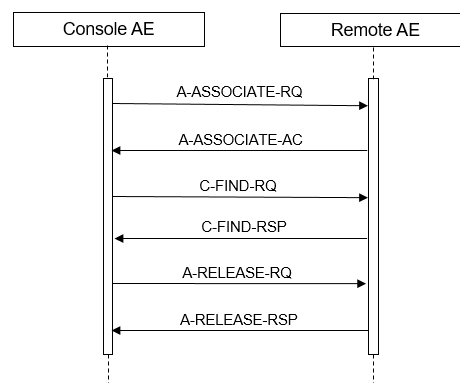 Console AE
Remote AE
A-ASSOCIATE-RQ
A-ASSOCIATE-AC
C-FIND-RQ
C-FIND-RSP
A-RELEASE-RQ
A-RELEASE-RSP